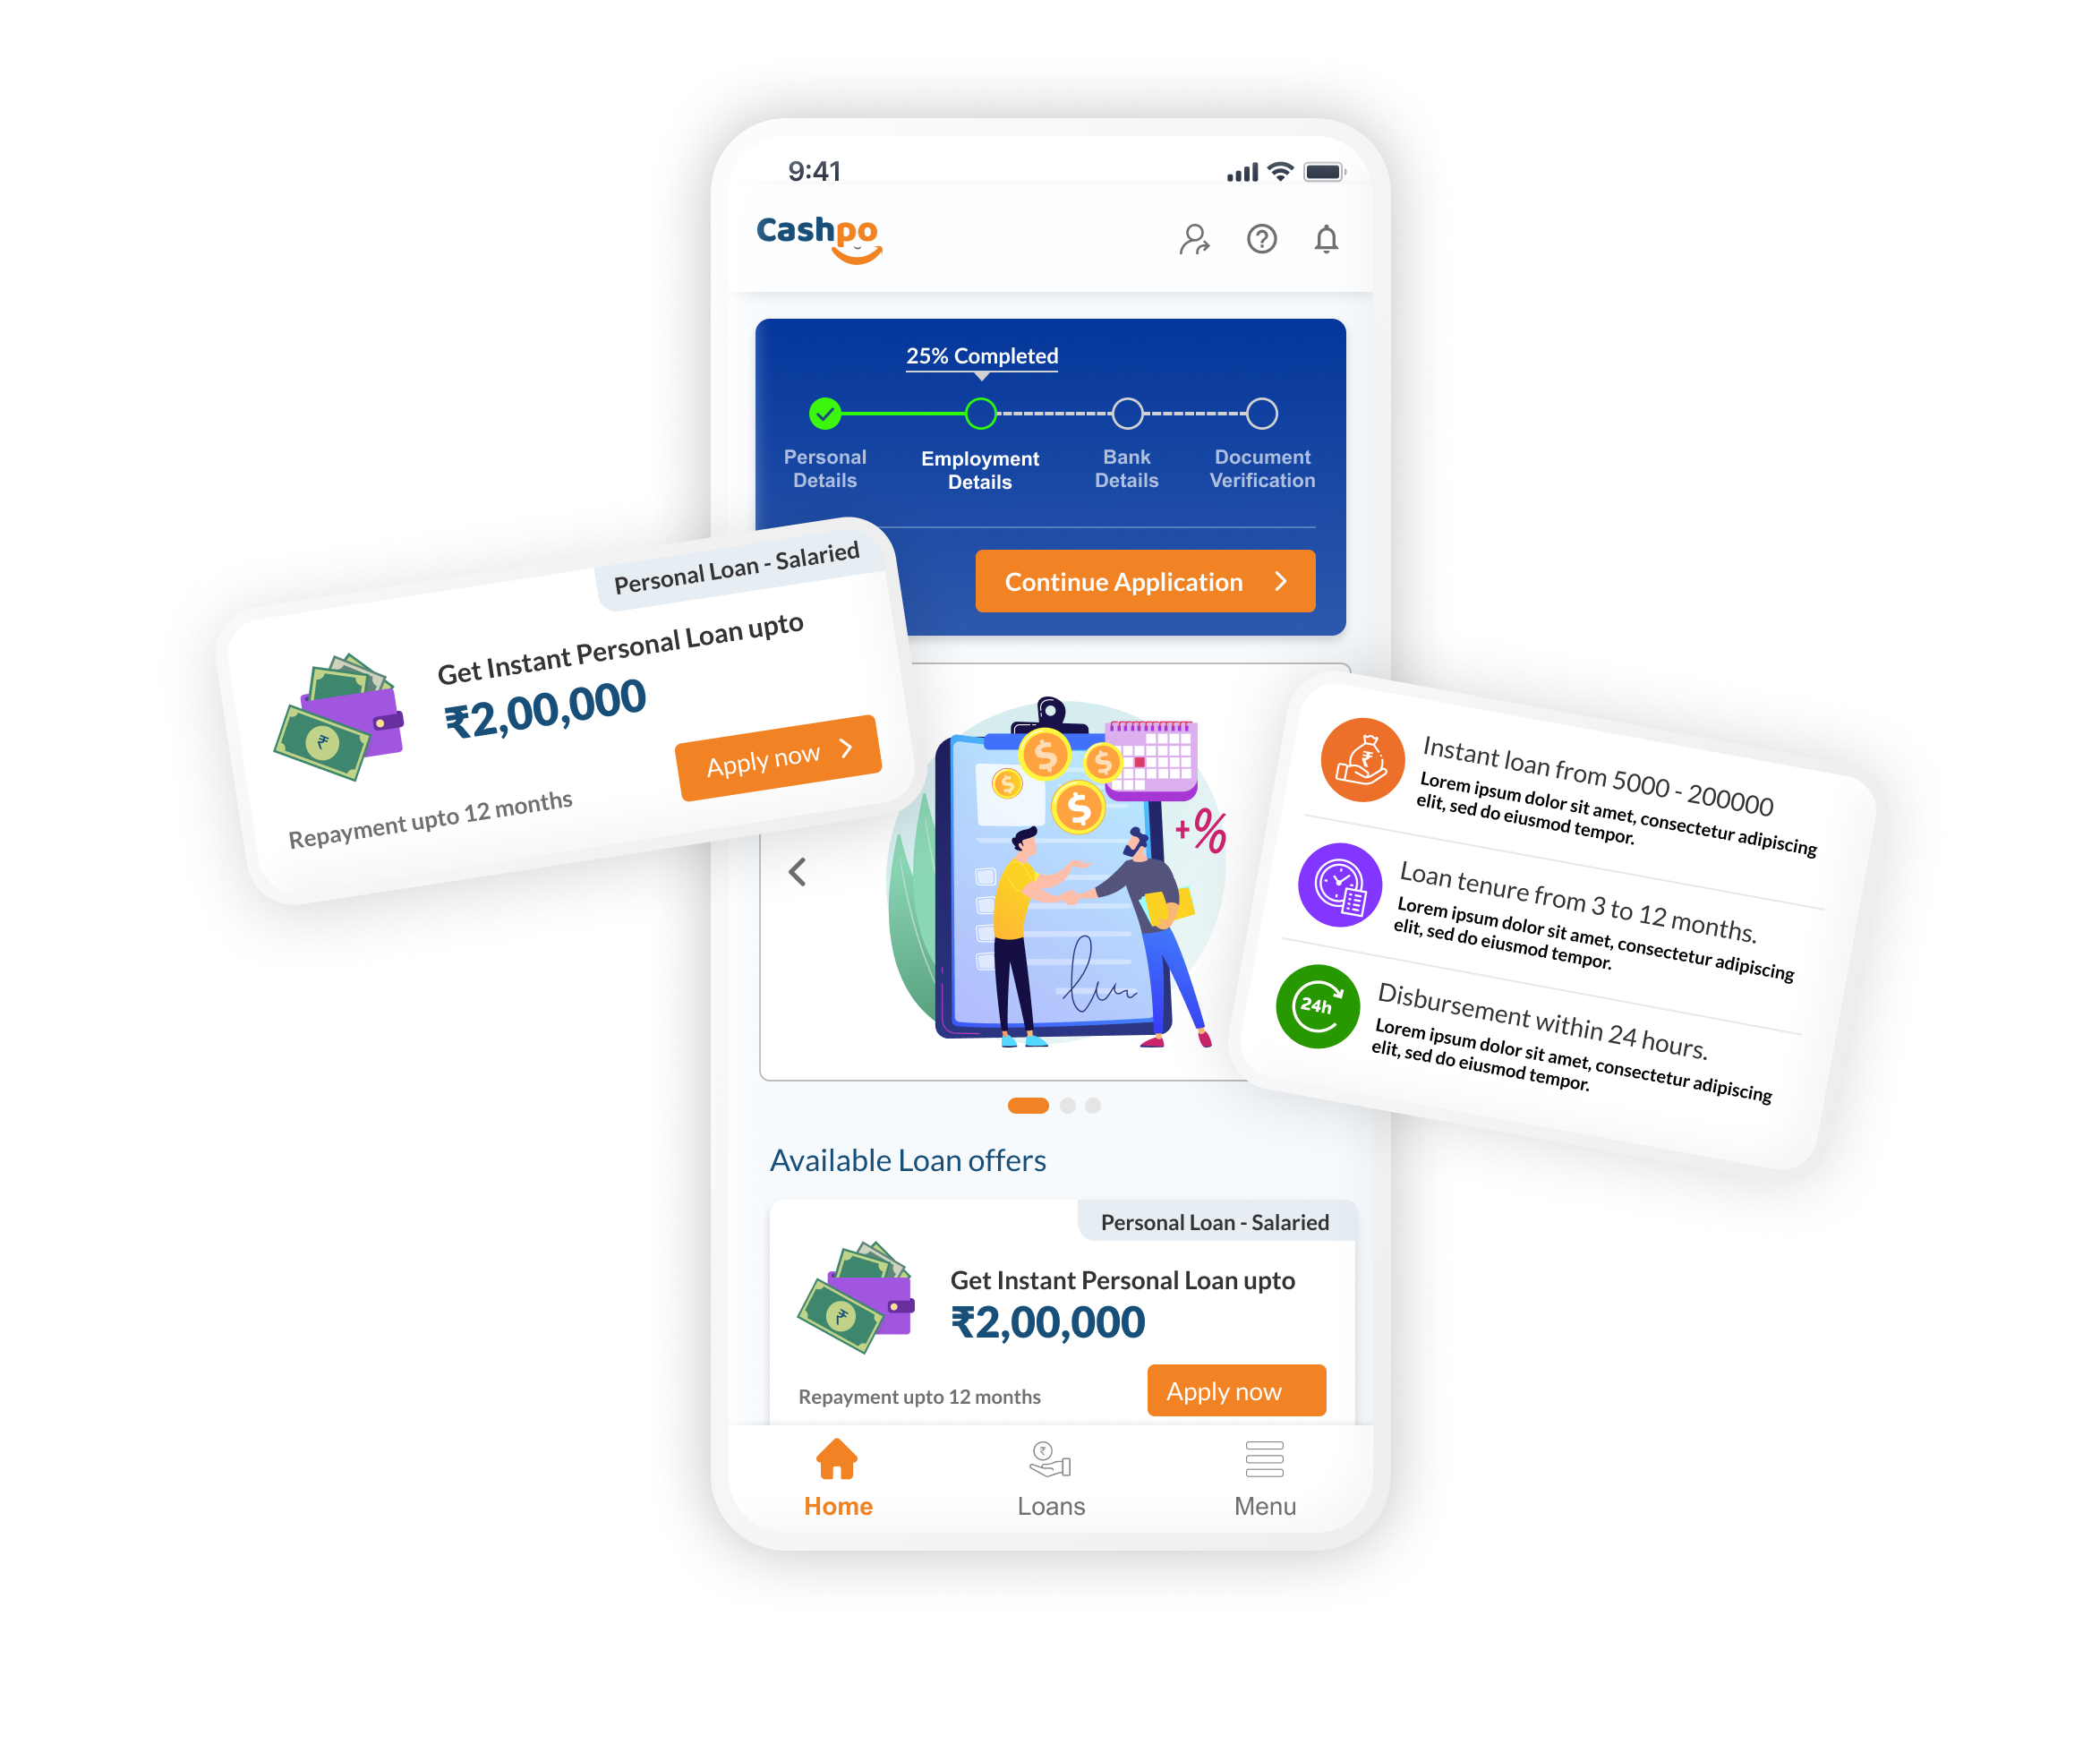 9:41
Cashpo
25% Completed
Personal
Details
Employment
Details
Bank
Details
Document
Verification
Continue Application
Personal Loan - Salaried
Get Instant Personal Loan upto
₹2,00,000
Apply now
Repayment upto 12 months
+%
Instant loan from 5000 - 200000
Lorem ipsum dolor sit amet, consectetur adipiscing
elit, sed do eiusmod tempor.
Loan tenure from 3 to 12 months.
Lorem ipsum dolor sit amet, consectetur adipiscing
elit, sed do eiusmod tempor.
24h
Disbursement within 24 hours.
Lorem ipsum dolor sit amet, consectetur adipiscing
elit, sed do eiusmod tempor.
Available Loan offers
Personal Loan - Salaried
Get Instant Personal Loan upto
₹2,00,000
Repayment upto 12 months
Apply now
Home
Loans
Menu